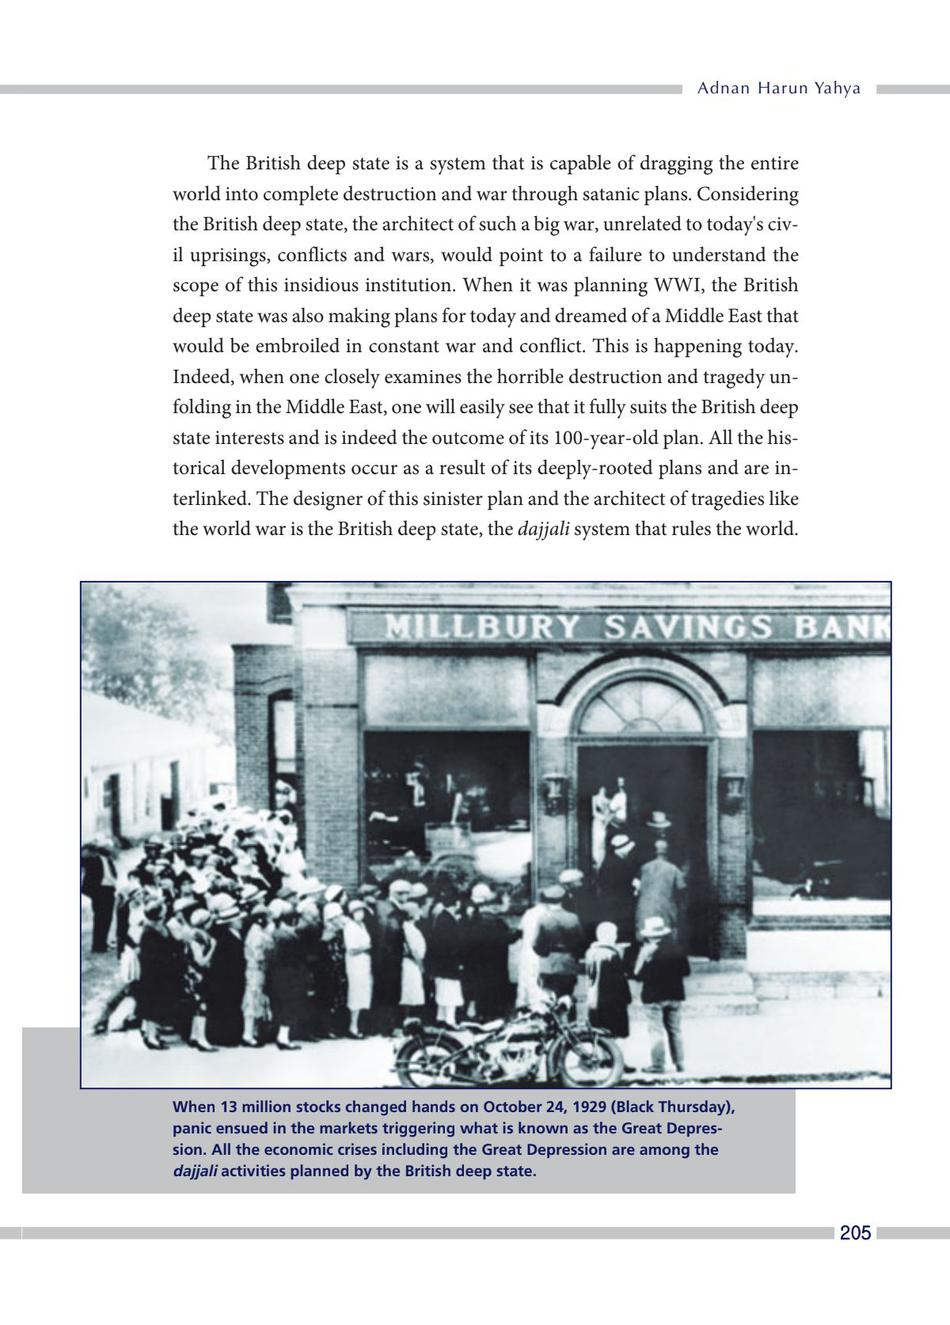 Adnan Harun Yahya
The British deep state is a system that is capable of dragging the entire
world into complete destruction and war through satanic plans. Considering
the British deep state, the architect of such a big war, unrelated to today's civ-
il uprisings, conflicts and wars, would point to a failure to understand the
scope of this insidious institution. When it was planning WWI, the British
deep state was also making plans for today and dreamed of a Middle East that
would be embroiled in constant war and conflict. This is happening today.
Indeed, when one closely examines the horrible destruction and tragedy un-
folding in the Middle East, one will easily see that it fully suits the British deep
state interests and is indeed the outcome of its 100-year-old plan. All the his-
torical developments occur as a result of its deeply-rooted plans and are in-
terlinked. The designer of this sinister plan and the architect of tragedies like
the world war is the British deep state, the dajjali system that rules the world.
MILLBURY SAVINGS BANK
When 13 million stocks changed hands on October 24, 1929 (Black Thursday),
panic ensued in the markets triggering what is known as the Great Depres-
sion. All the economic crises including the Great Depression are among the
dajjali activities planned by the British deep state.
205